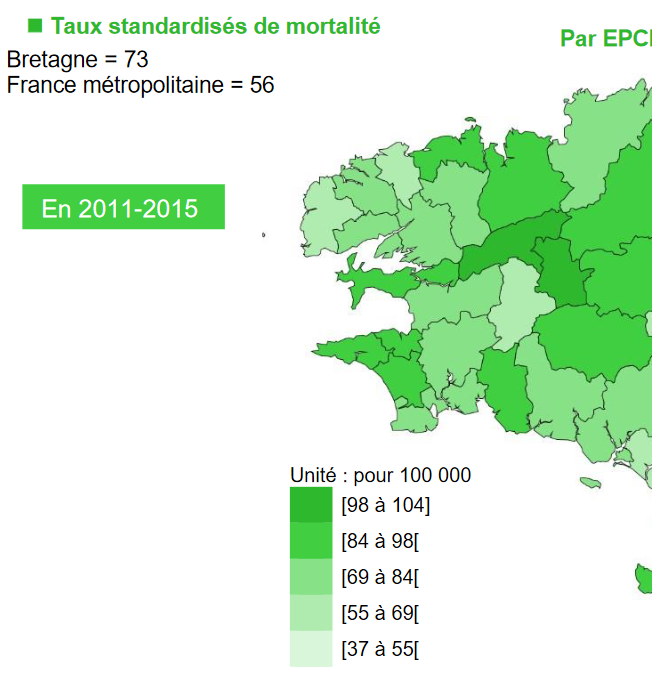 Taux standardisés de mortalité
Par EPCI
Bretagne = 73
France métropolitaine = 56
En 2011-2015
Unité : pour 100 000
[98 à 104]
[84 à 98[
[69 à 84[
[55 à 69[
[37 à 55[